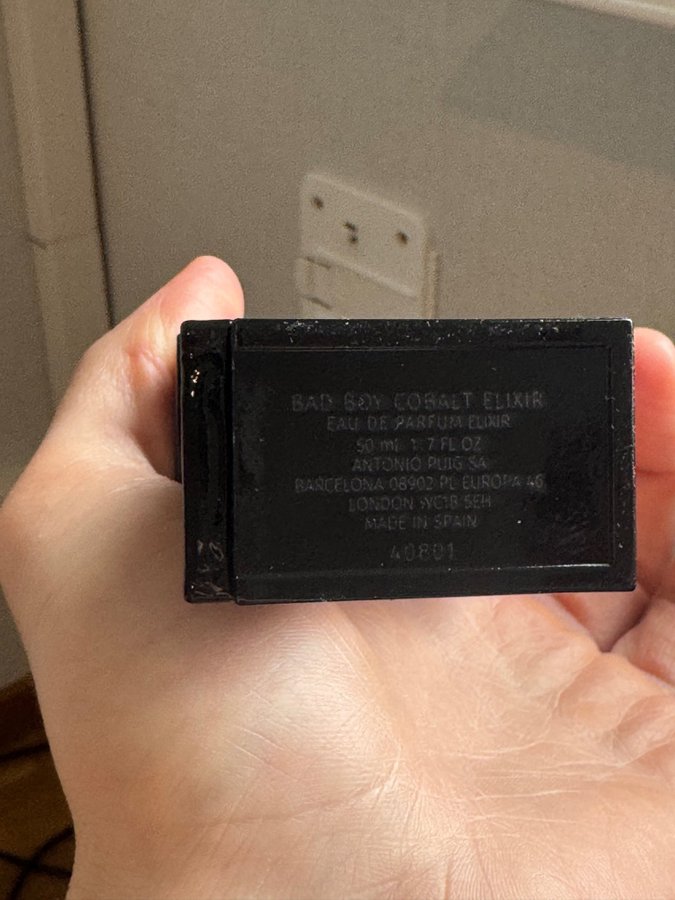 BAD BOY COBALT ELIXIR
EAU DE PARFUM ELIXIR
50 mL 1.7 FL OZ
ANTONIO PUIG SA
BARCELONA 08902 PL EUROPA 46
LONDON WC1B 5EH
MADE IN SPAIN
40801